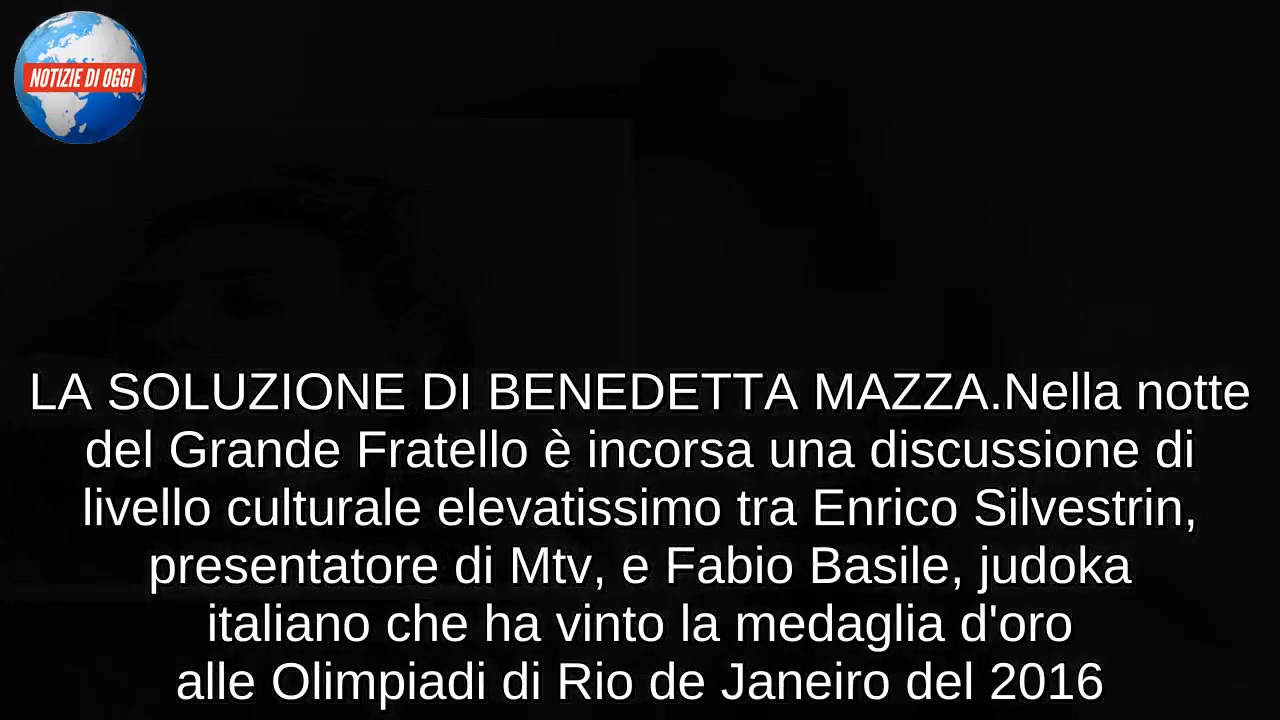 NOTIZIE DI OGGI
LA SOLUZIONE DI BENEDETTA MAZZA.Nella notte
del Grande Fratello è incorsa una discussione di
livello culturale elevatissimo tra Enrico Silvestrin,
presentatore di Mtv, e Fabio Basile, judoka
italiano che ha vinto la medaglia d'oro
alle Olimpiadi di Rio de Janeiro del 2016